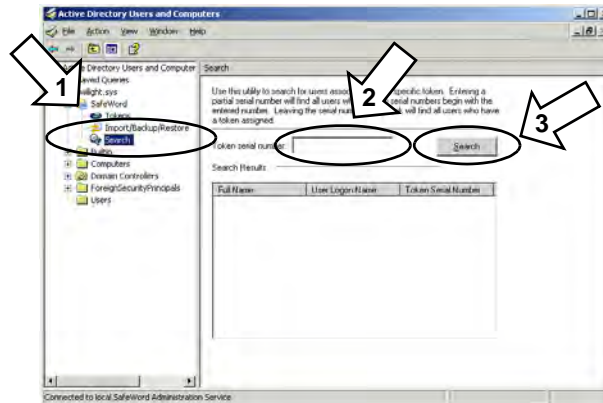 Active Directory Users and Computers
File Action View Window Help
Active Directory Users and Computer
Saved Queries
SafeWord
Tokens
Import/Backup/Restore
Search
Builtin
Computers
Domain Controllers
ForeignSecurityPrincipals
Users
1
Search
Use this utility to search for users specific token. Entering a
partial serial number will find all users serial numbers begin with the
entered number. Leaving the serial will find all users who have
a token assigned.
2
Token serial number:
Search
3
Search Results
Full Name User Logon Name Token Serial Number
Connected to local SafeWord Administration Service